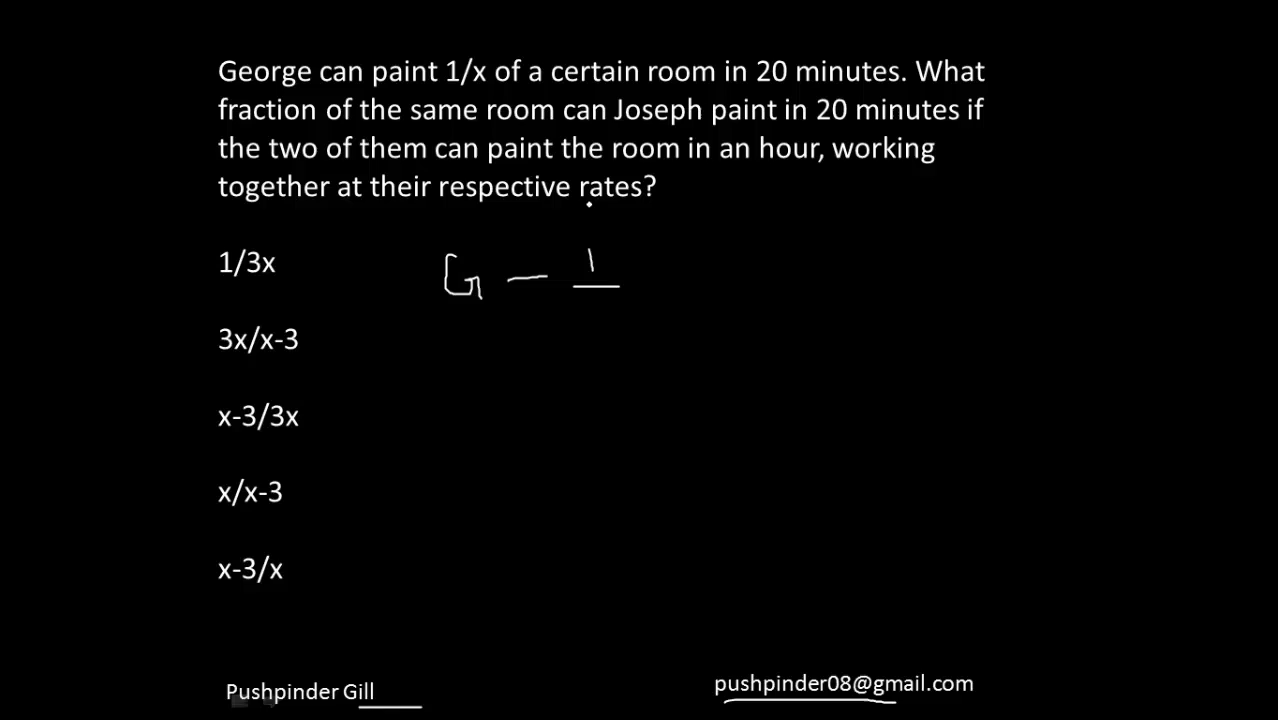 George can paint 1/x of a certain room in 20 minutes. What
fraction of the same room can Joseph paint in 20 minutes if
the two of them can paint the room in an hour, working
together at their respective rates?
1/3x
G — 1
3x/x-3
x-3/3x
x/x-3
x-3/x
Pushpinder Gill
pushpinder08@gmail.com